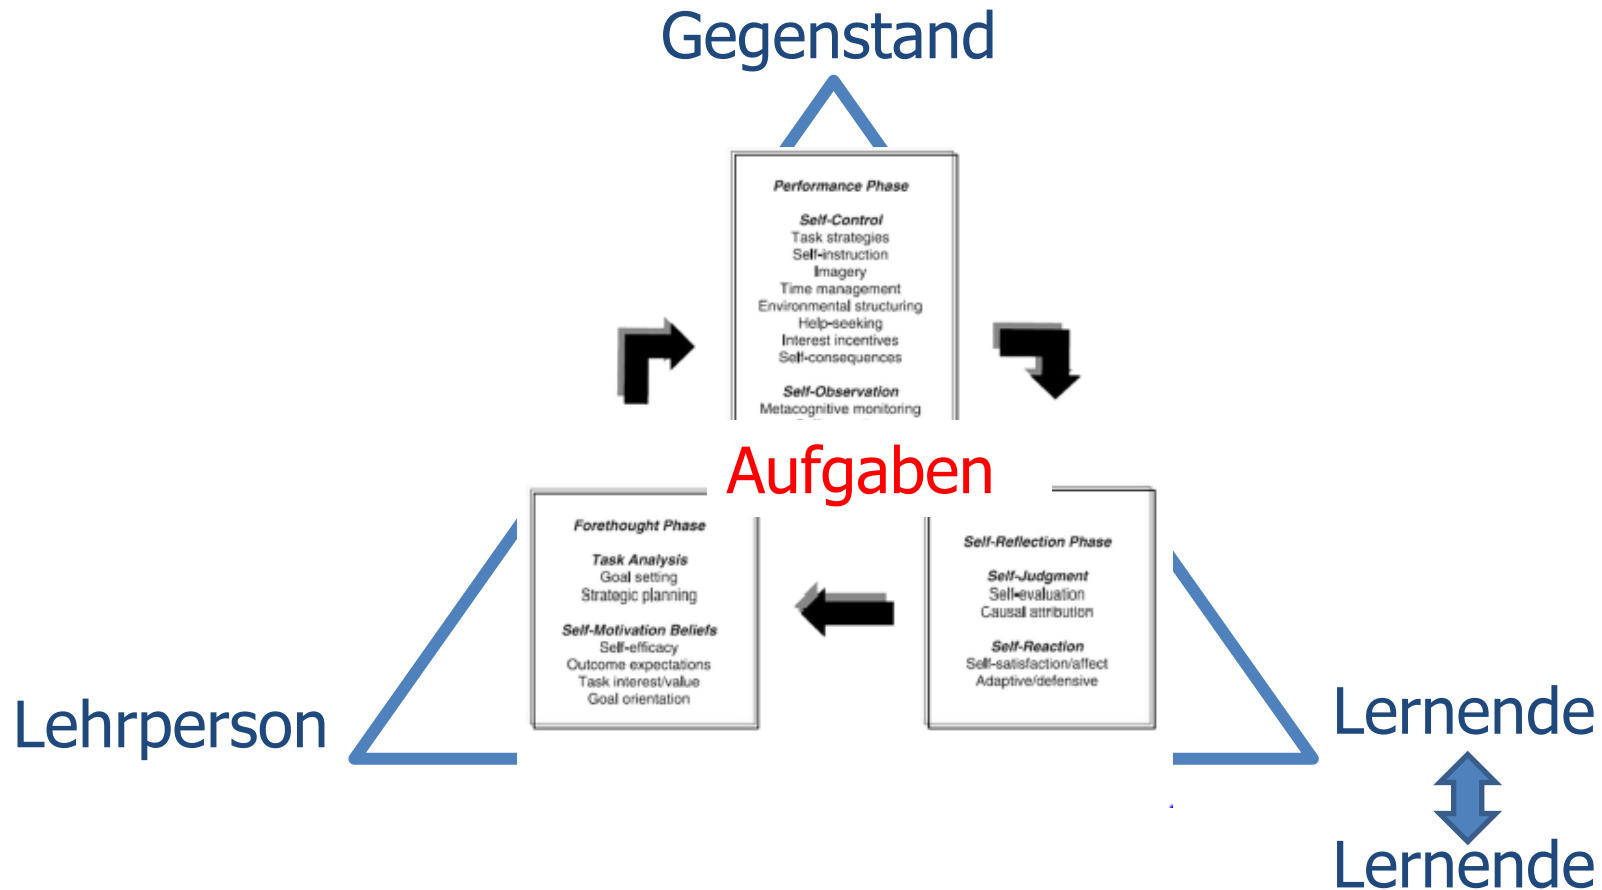 Gegenstand
Performance Phase
Self-Control
Task strategies
Self-instruction
Imagery
Time management
Environmental structuring
Help-seeking
Interest incentives
Self-consequences
Self-Observation
Metacognitive monitoring
Aufgaben
Forethought Phase
Task Analysis
Goal setting
Strategic planning
Self-Motivation Beliefs
Self-efficacy
Outcome expectations
Task interest/value
Goal orientation
Self-Reflection Phase
Self-Judgment
Self-evaluation
Causal attribution
Self-Reaction
Self-satisfaction/affect
Adaptive/defensive
Lehrperson
Lernende
Lernende